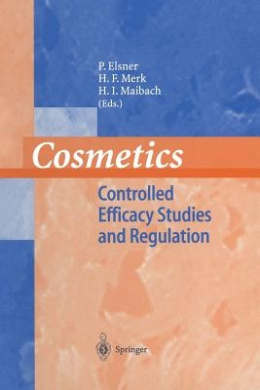 P. Elsner
H. F. Merk
H. I. Maibach
(Eds.)
Cosmetics
Controlled
Efficacy Studies
and Regulation
Springer